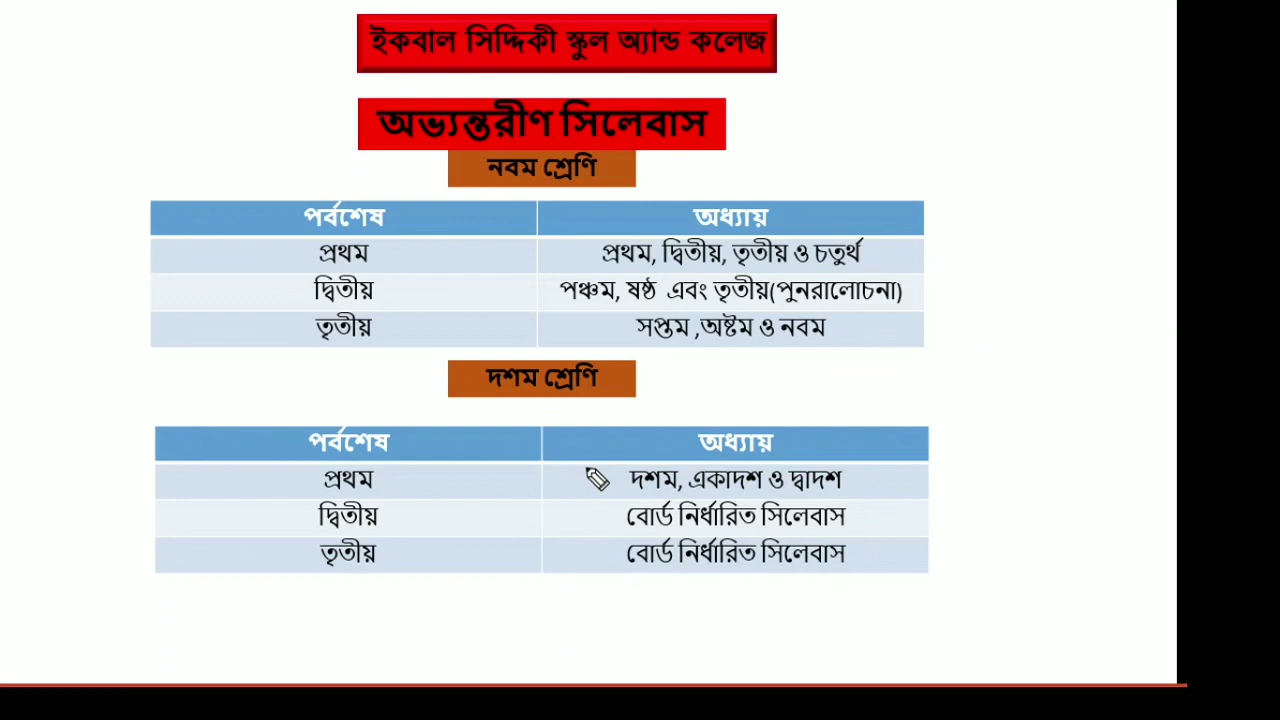 ইকবাল সিদ্দিকী স্কুল অ্যান্ড কলেজ
অভ্যন্তরীণ সিলেবাস
নবম শ্রেণি
পর্বশেষ অধ্যায়
প্রথম প্রথম, দ্বিতীয়, তৃতীয় ও চতুর্থ
দ্বিতীয় পঞ্চম, ষষ্ঠ এবং তৃতীয়(পুনরালোচনা)
তৃতীয় সপ্তম ,অষ্টম ও নবম
দশম শ্রেণি
পর্বশেষ অধ্যায়
প্রথম দশম, একাদশ ও দ্বাদশ
দ্বিতীয় বোর্ড নির্ধারিত সিলেবাস
তৃতীয় বোর্ড নির্ধারিত সিলেবাস